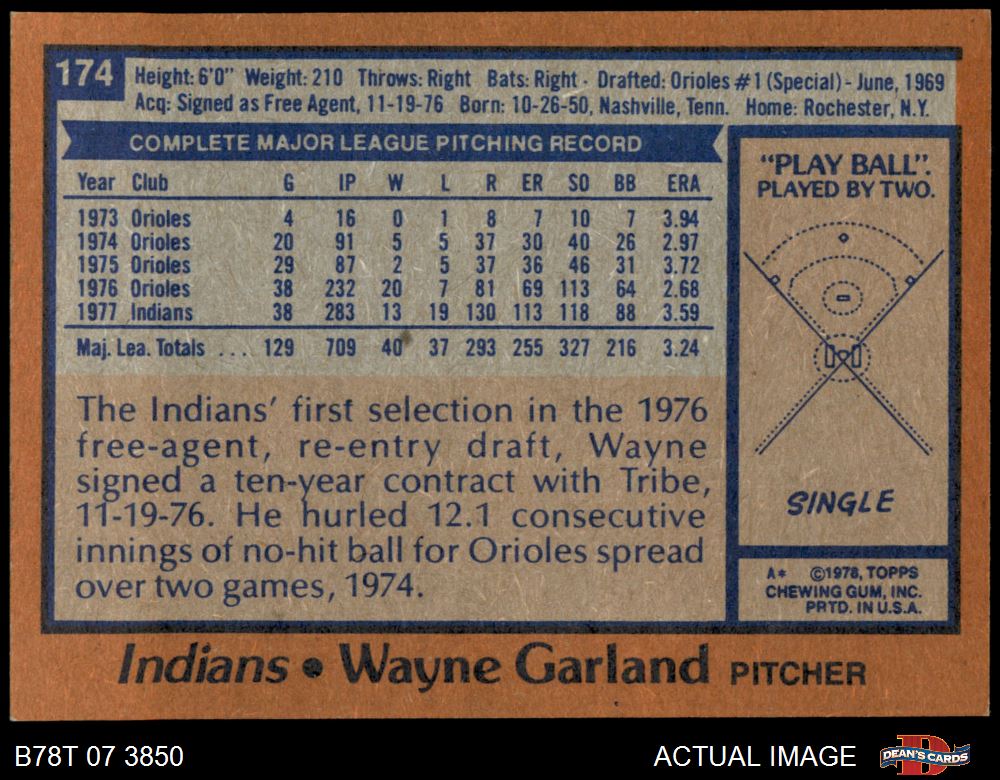 174
Height: 6'0" Weight: 210 Throws: Right Bats: Right · Drafted: Orioles #1 (Special) - June, 1969
Acq: Signed as Free Agent, 11-19-76 Born: 10-26-50, Nashville, Tenn. Home: Rochester, N.Y.
COMPLETE MAJOR LEAGUE PITCHING RECORD
Year Club G IP W L R ER SO BB ERA
1973 Orioles 4 16 0 1 8 7 10 7 3.94
1974 Orioles 20 91 5 5 37 30 40 26 2.97
1975 Orioles 29 87 2 5 37 36 46 31 3.72
1976 Orioles 38 232 20 7 81 69 113 64 2.68
1977 Indians 38 283 13 19 130 113 118 88 3.59
Maj. Lea. Totals ... 129 709 40 37 293 255 327 216 3.24
The Indians' first selection in the 1976
free-agent, re-entry draft, Wayne
signed a ten-year contract with Tribe,
11-19-76. He hurled 12.1 consecutive
innings of no-hit ball for Orioles spread
over two games, 1974.
"PLAY BALL".
PLAYED BY TWO.
SINGLE
A* ©1978, TOPPS
CHEWING GUM, INC.
PRTD. IN U.S.A.
Indians • Wayne Garland PITCHER
B78T 07 3850
ACTUAL IMAGE
D
DEAN'S CARDS